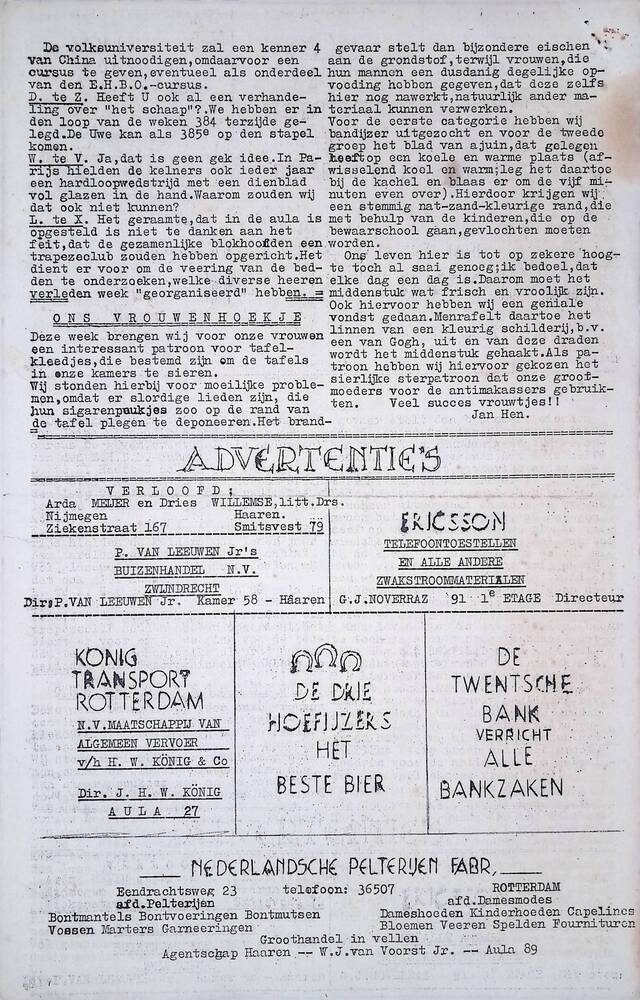 De volksuniversiteit zal een kenner 4
van China uitnoodigen,omdaarvoor een
cursus te geven,eventueel als onderdeel
van den E.H.B.O.-cursus.
D. te Z. Heeft U ook al een verhande-
ling over "het schaap"?.We hebben er in
den loop van de weken 384 terzijde ge-
legd.De Uwe kan als 385e op den stapel
komen.
W. te V. Ja,dat is geen gek idee.In Pa-
rijs hielden de kelners ook ieder jaar
een hardloopwedstrijd met een dienblad
vol glazen in de hand.Waarom zouden wij
dat ook niet kunnen?
L. te X. Het geraamte,dat in de aula is
opgesteld is niet te danken aan het
feit,dat de gezamenlijke blokhoofden een
trapezeclub zouden hebben opgericht.Het
dient er voor om de veering van de bed-
den te onderzoeken,welke diverse heeren
verleden week "georganiseerd" hebben. =
ONS VROUWENHOEKJE
Deze week brengen wij voor onze vrouwen
een interessant patroon voor tafel-
kleedjes,die bestemd zijn om de tafels
in onze kamers te sieren.
Wij stonden hierbij voor moeilijke proble-
men,omdat er slordige lieden zijn, die
hun sigarenpeukjes zoo op de rand van
de tafel plegen te deponeeren.Het brand-
gevaar stelt dan bijzondere eischen
aan de grondstof,terwijl vrouwen,die
hun mannen een dusdanig degelijke op-
voeding hebben gegeven,dat deze zelfs
hier nog nawerkt,natuurlijk ander ma-
teriaal kunnen verwerken.
Voor de eerste categorie hebben wij
bandijzer uitgezocht en voor de tweede
groep het blad van ajuin,dat gelegen
heeftop een koele en warme plaats (af-
wisselend kool en warm;leg het daartoe
bij de kachel en blaas er om de vijf mi-
nuten even over).Hierdoor krijgen wij
een stemmig nat-zand-kleurige rand,die
met behulp van de kinderen,die op de
bewaarschool gaan,gevlochten moeten
worden.
Ons leven hier is tot op zekere hoog-
te toch al saai genoeg;ik bedoel,dat
elke dag een dag is.Daarom moet het
middenstuk wat frisch en vroolijk zijn.
Ook hiervoor hebben wij een geniale
vondst gedaan.Menrafelt daartoe het
linnen van een kleurig schilderij,b.v.
een van Gogh, uit en van deze draden
wordt het middenstuk gehaakt.Als pa-
troon hebben wij hiervoor gekozen het
sierlijke sterpatroon dat onze groot-
moeders voor de antimakassers gebruik-
ten. Veel succes vrouwtjes!!
Jan Hen.
ADVERTENTIE'S
VERLOOFD:
Arda MEIJER en Dries WILLEMSE,litt.Drs.
Nijmegen Haaren.
Ziekenstraat 167 Smitsvest 79
P. VAN LEEUWEN Jr's
BUIZENHANDEL N.V.
ZWIJNDRECHT
Dir:P.VAN LEEUWEN Jr. Kamer 58 - Haaren
ERICSSON
TELEFOONTOESTELLEN
EN ALLE ANDERE
ZWAKSTROOMMATERIALEN
G.J.NOVERRAZ '91 1e ETAGE Directeur
KÖNIG
TRANSPORT
ROTTERDAM
N.V.MAATSCHAPPIJ VAN
ALGEMEEN VERVOER
v/h H. W. KÖNIG & Co
Dir. J. H. W. KÖNIG
AULA 27
DE DRIE
HOEFIJZERS
HET
BESTE BIER
DE
TWENTSCHE
BANK
VERRICHT
ALLE
BANKZAKEN
NEDERLANDSCHE PELTERIJEN FABR,
Eendrachtsweg 23 telefoon: 36507 ROTTERDAM
afd.Pelterijen afd.Damesmodes
Bontmantels Bontvoeringen Bontmutsen Dameshoeden Kinderhoeden Capelines
Vossen Marters Garneeringen Bloemen Veeren Spelden Fournituren
Groothandel in vellen
Agentschap Haaren -- W.J.van Voorst Jr. -- Aula 89